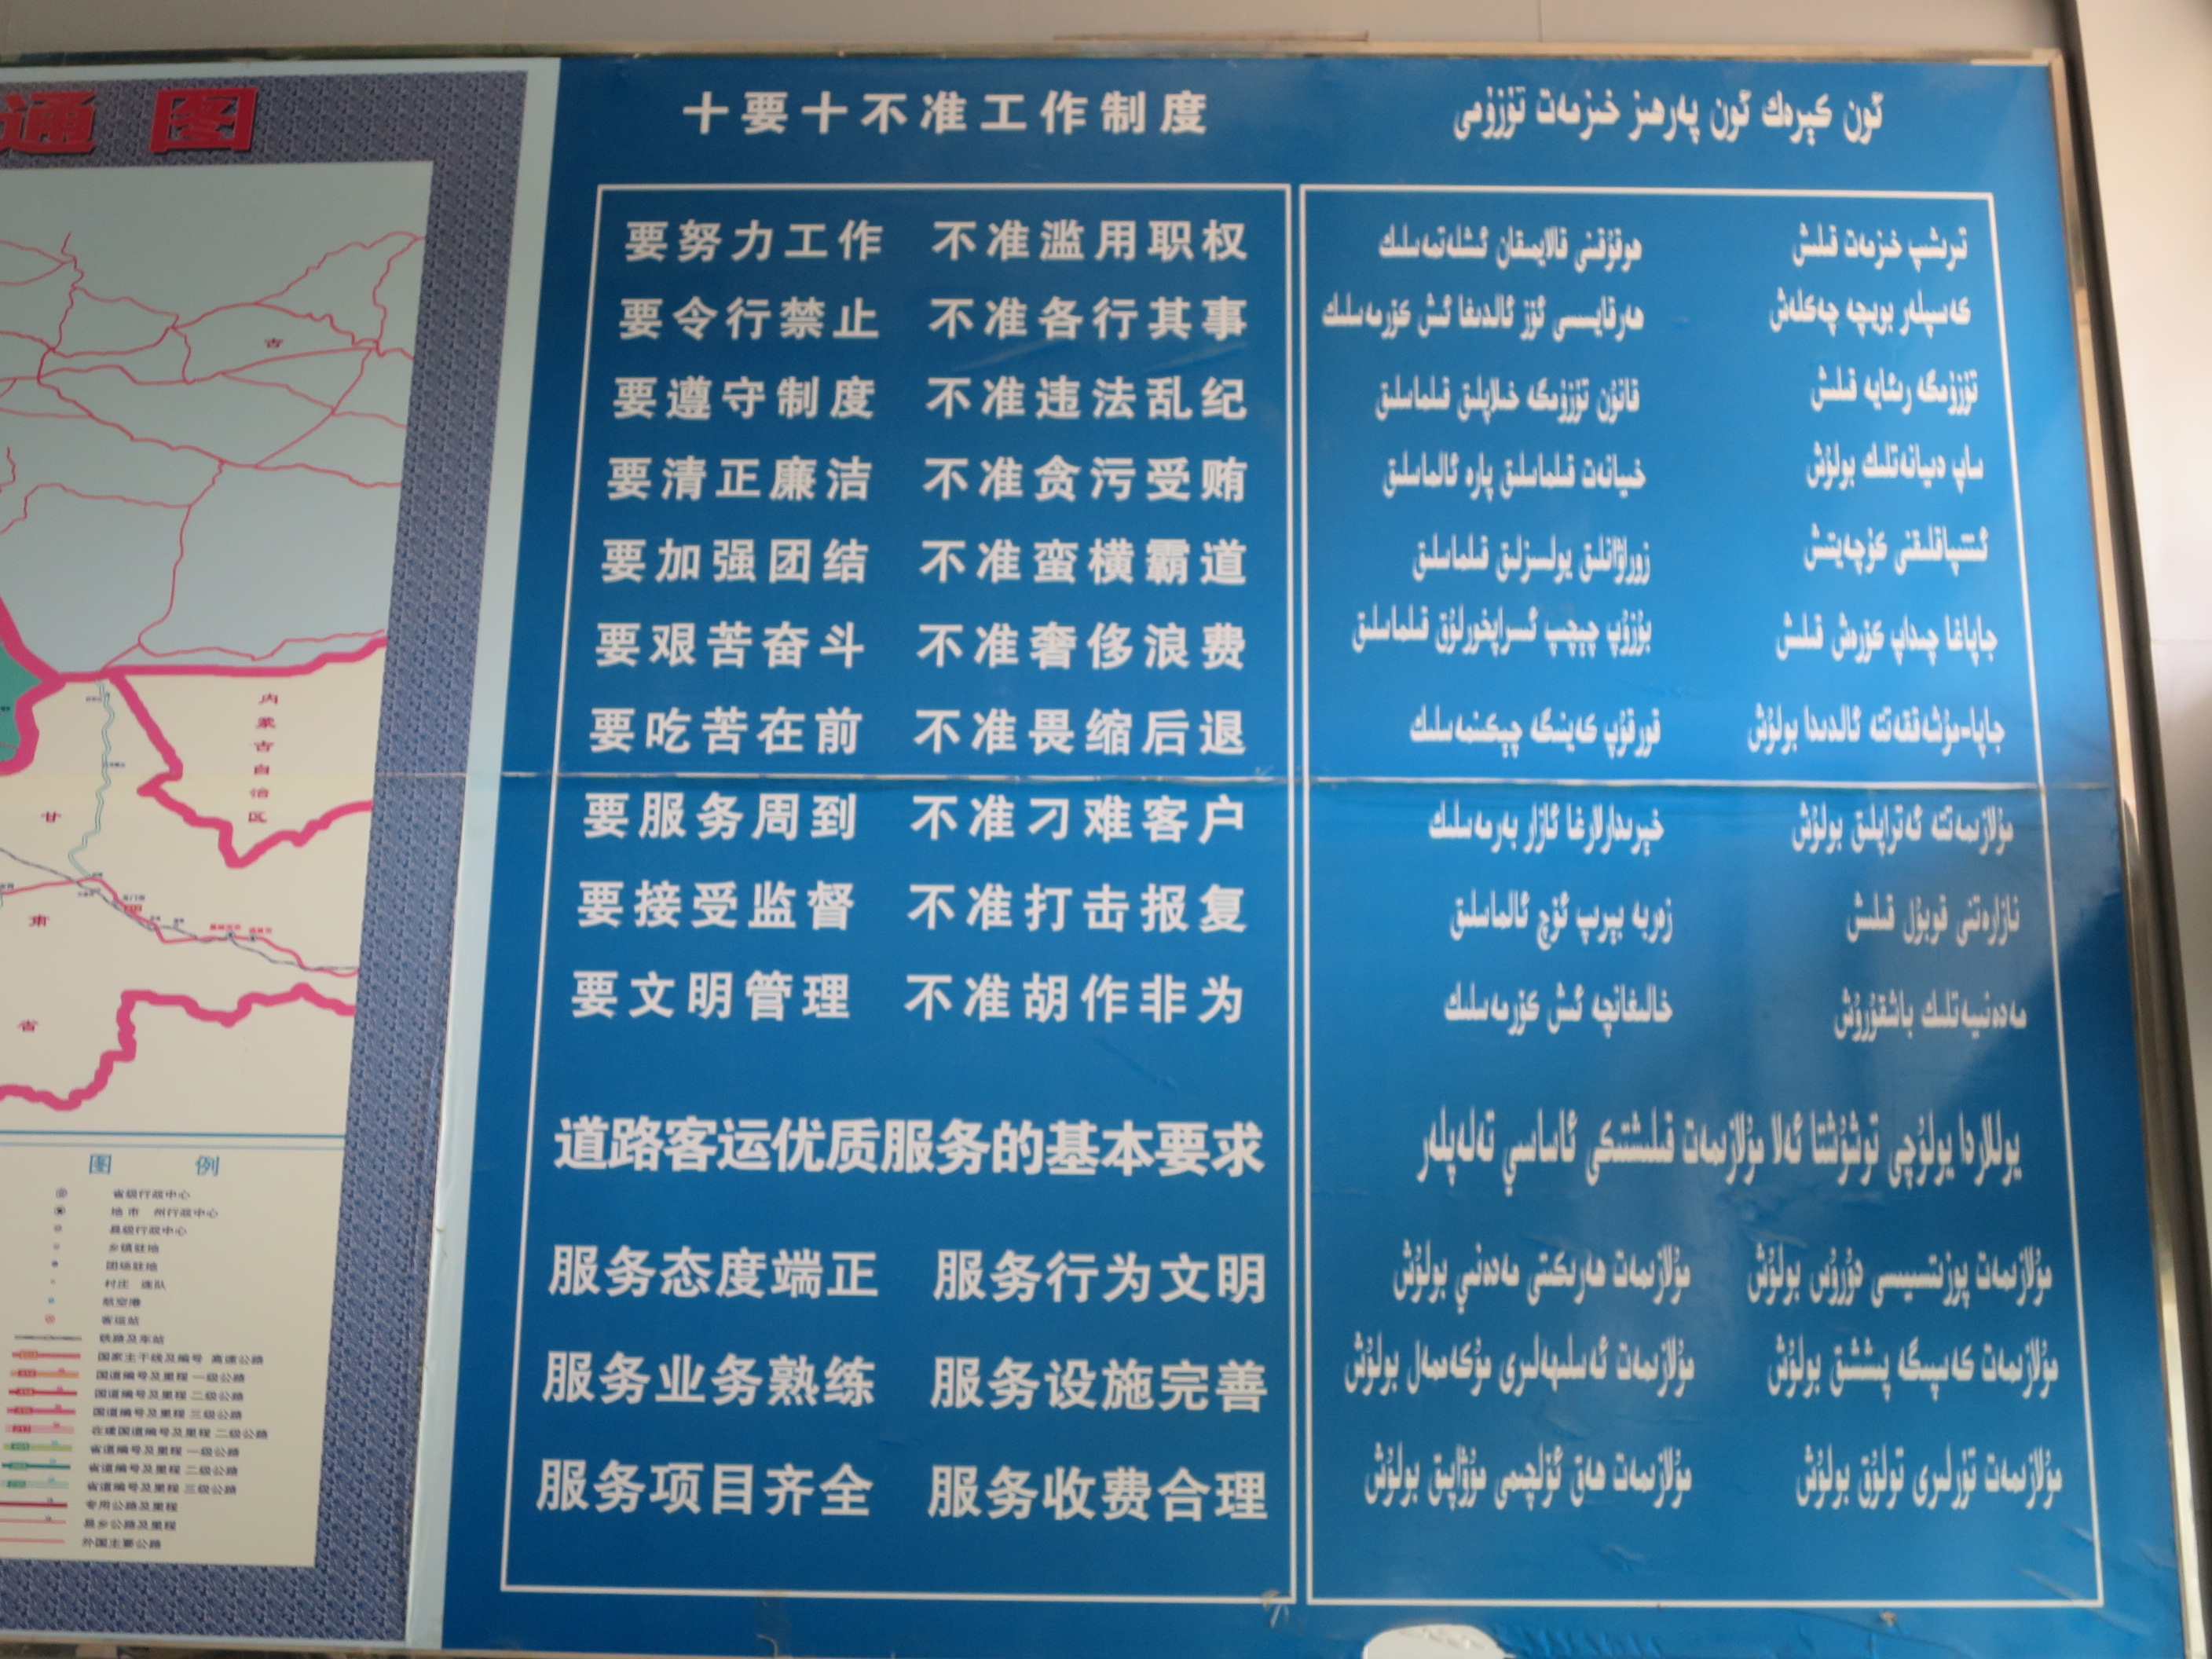 通图
古
内蒙古自治区
甘
肃
省
图 例
省级行政中心
地市 州行政中心
县级行政中心
乡镇驻地
团场驻地
村庄 连队
航空港
客运站
铁路及车站
国家主干线及编号 高速公路
国道编号及里程 一级公路
国道编号及里程 二级公路
国道编号及里程 三级公路
在建国道编号及里程 二级公路
省道编号及里程 一级公路
省道编号及里程 二级公路
省道编号及里程 三级公路
专用公路及里程
县乡公路及里程
外国主要公路
十要十不准工作制度
要努力工作 不准滥用职权
要令行禁止 不准各行其事
要遵守制度 不准违法乱纪
要清正廉洁 不准贪污受贿
要加强团结 不准蛮横霸道
要艰苦奋斗 不准奢侈浪费
要吃苦在前 不准畏缩后退
要服务周到 不准刁难客户
要接受监督 不准打击报复
要文明管理 不准胡作非为
道路客运优质服务的基本要求
服务态度端正 服务行为文明
服务业务熟练 服务设施完善
服务项目齐全 服务收费合理
ئون كېرەك ئون پەرھىز خىزمەت تۈزۈمى
تىرىشىپ خىزمەت قىلىش ھوقۇقنى قالايمىقان ئىشلەتمەسلىك
كەسىپلەر بويىچە چەكلەش ھەرقايسىسى ئۆز ئالدىغا ئىش كۆرمەسلىك
تۈزۈمگە رىئايە قىلىش قانۇن تۈزۈمگە خىلاپلىق قىلماسلىق
ساپ دىيانەتلىك بولۇش خىيانەت قىلماسلىق پارە ئالماسلىق
ئىتتىپاقلىقنى كۈچەيتىش زوراۋانلىق يولسىزلىق قىلماسلىق
جاپاغا چىداپ كۈرەش قىلىش بۇزۇپ چېچىپ ئىسراپخورلۇق قىلماسلىق
جاپا-مۇشەققەتتە ئالدىدا بولۇش قورقۇپ كەينىگە چېكىنمەسلىك
مۇلازىمەتتە ئەتراپلىق بولۇش خېرىدارلارغا ئازار بەرمەسلىك
نازارەتنى قوبۇل قىلىش زەربە بېرىپ ئۆچ ئالماسلىق
مەدەنىيەتلىك باشقۇرۇش خالىغانچە ئىش كۆرمەسلىك
يوللاردا يولۇچى توشۇشتا ئەلا مۇلازىمەت قىلىشتىكى ئاساسىي تەلەپلەر
مۇلازىمەت پوزىتسىيىسى دۇرۇس بولۇش مۇلازىمەت ھەرىكىتى مەدەنىي بولۇش
مۇلازىمەت كەسپىگە پىششىق بولۇش مۇلازىمەت ئەسلىھەلىرى مۇكەممەل بولۇش
مۇلازىمەت تۈرلىرى تولۇق بولۇش مۇلازىمەت ھەق ئۆلچىمى مۇۋاپىق بولۇش